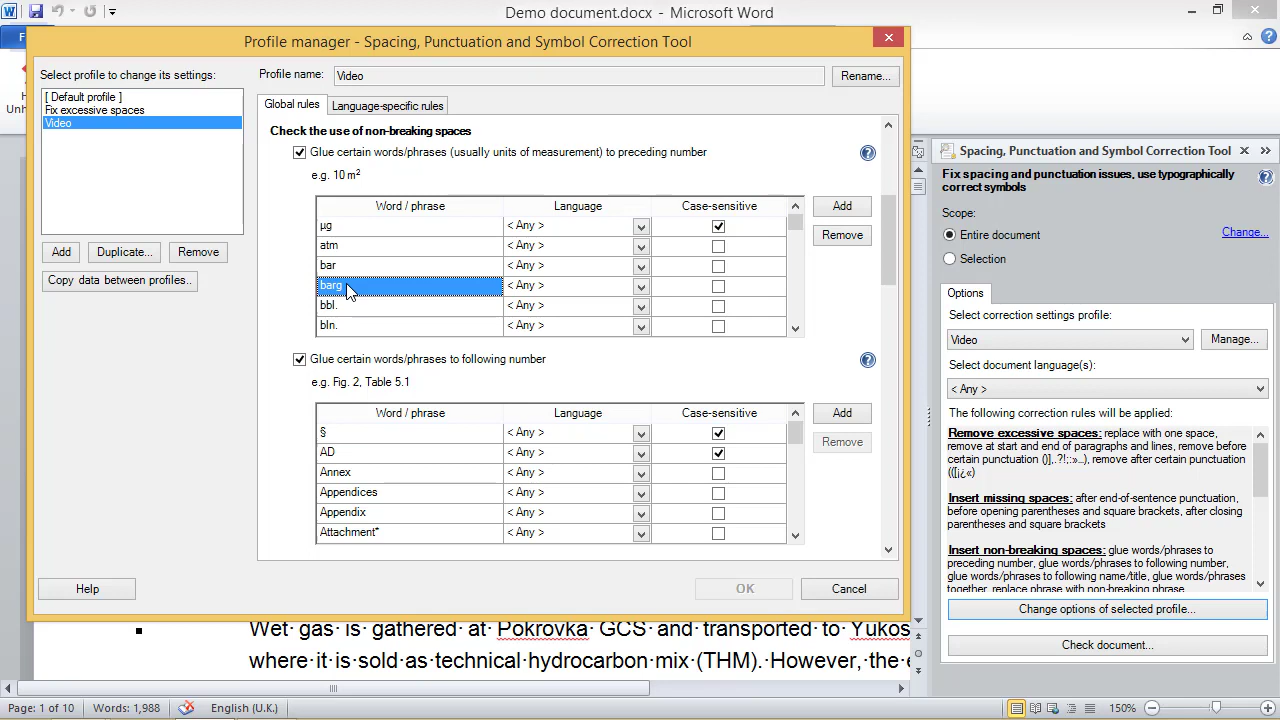 Demo document.docx - Microsoft Word
Profile manager - Spacing, Punctuation and Symbol Correction Tool
Select profile to change its settings:
[ Default profile ]
Fix excessive spaces
Video
Add
Duplicate...
Remove
Copy data between profiles..
Profile name:
Video
Rename...
Global rules
Language-specific rules
Check the use of non-breaking spaces
Glue certain words/phrases (usually units of measurement) to preceding number
e.g. 10 m²
Word / phrase Language Case-sensitive
µg < Any >
atm < Any >
bar < Any >
barg < Any >
bbl. < Any >
bln. < Any >
Add
Remove
Glue certain words/phrases to following number
e.g. Fig. 2, Table 5.1
Word / phrase Language Case-sensitive
§ < Any >
AD < Any >
Annex < Any >
Appendices < Any >
Appendix < Any >
Attachment* < Any >
Add
Remove
Help
OK
Cancel
Spacing, Punctuation and Symbol Correction Tool
Fix spacing and punctuation issues, use typographically
correct symbols
Scope:
Entire document
Change...
Selection
Options
Select correction settings profile:
Video
Manage...
Select document language(s):
< Any >
The following correction rules will be applied:
Remove excessive spaces: replace with one space,
remove at start and end of paragraphs and lines, remove before
certain punctuation ()],.?!;:»...), remove after certain punctuation
(([¡¿«)
Insert missing spaces: after end-of-sentence punctuation,
before opening parentheses and square brackets, after closing
parentheses and square brackets
Insert non-breaking spaces: glue words/phrases to
preceding number, glue words/phrases to following number,
glue words/phrases to following name/title, glue words/phrases
together, replace phrase with non-breaking phrase
Change options of selected profile...
Check document...
Wet· gas· is· gathered· at· Pokrovka· GCS· and· transported· to· Yukos
where·it·is·sold·as·technical·hydrocarbon·mix·(THM).·However,·the·e
Page: 1 of 10
Words: 1,988
English (U.K.)
150%